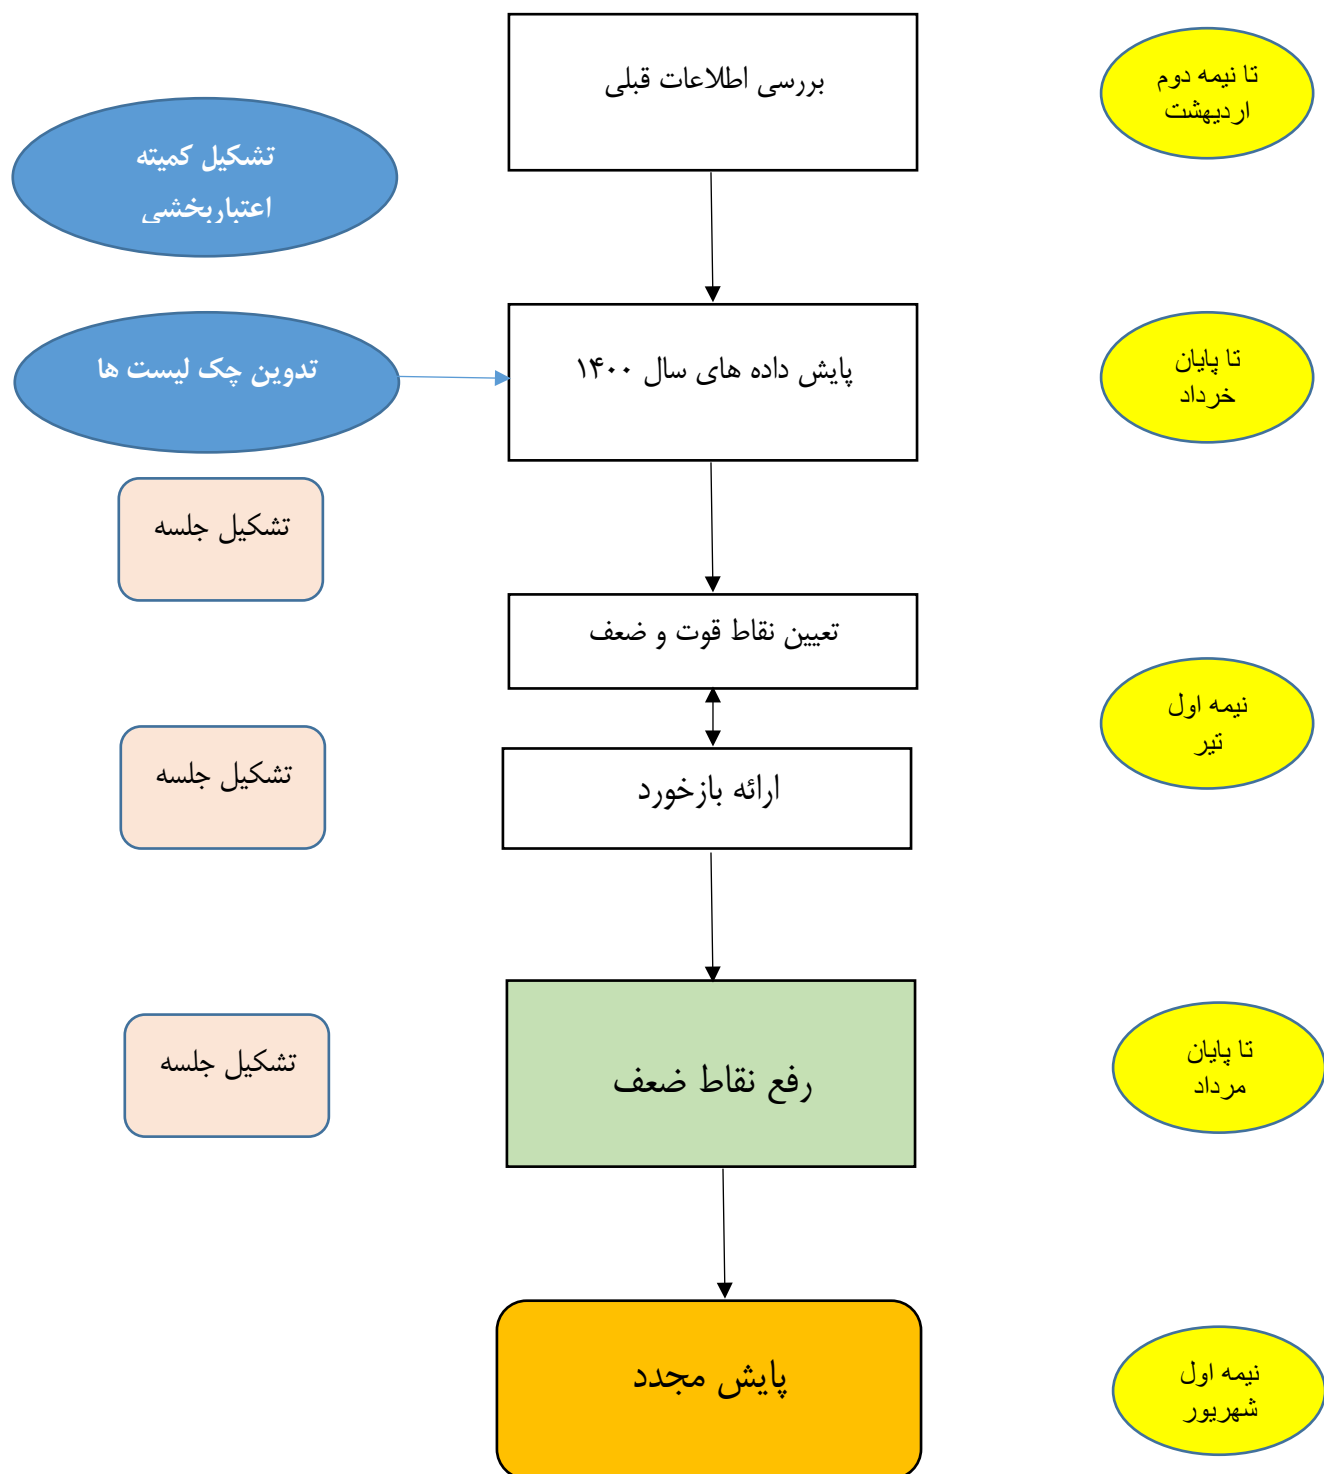 بررسی اطلاعات قبلی
تا نیمه دوم
اردیهشت
تشکیل کمیته
اعتباربخشی
پایش داده های سال ۱۴۰۰
تا پایان
خرداد
تدوین چک لیست ها
تشکیل جلسه
تعیین نقاط قوت و ضعف
نیمه اول
تیر
تشکیل جلسه
ارائه بازخورد
تا پایان
مرداد
رفع نقاط ضعف
تشکیل جلسه
نیمه اول
شهریور
پایش مجدد